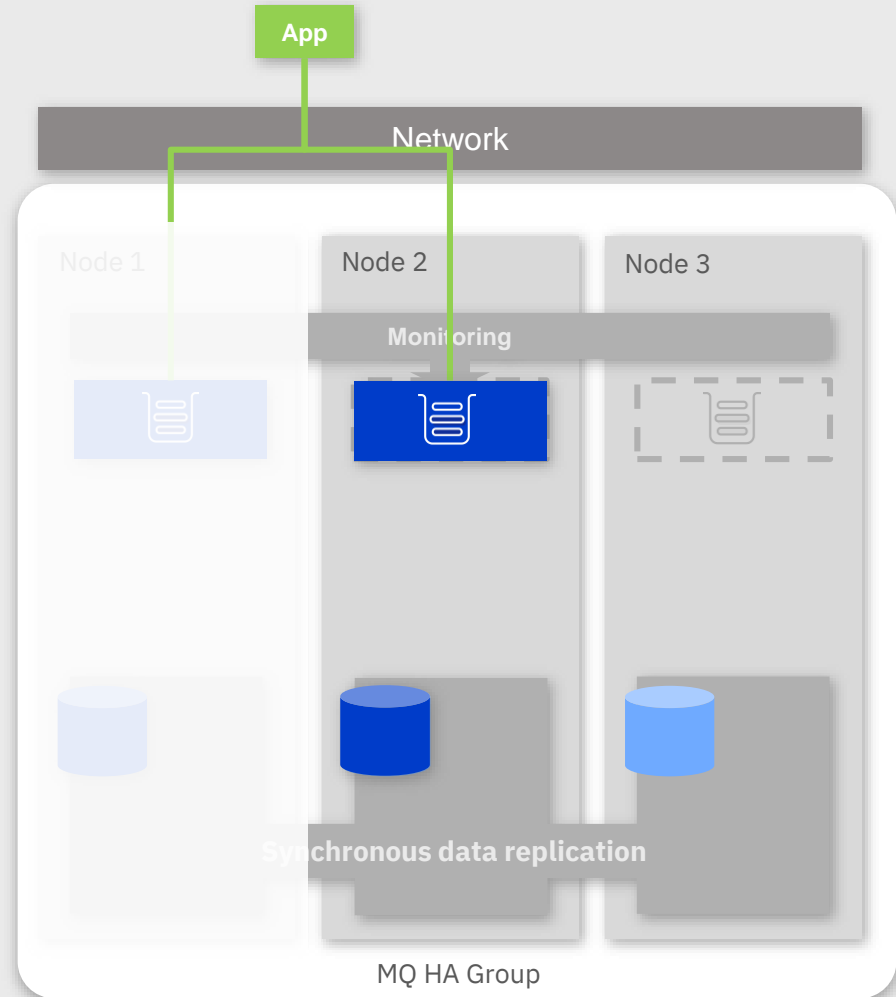 App
Network
Node 1
Node 2
Node 3
Monitoring
Synchronous data replication
MQ HA Group